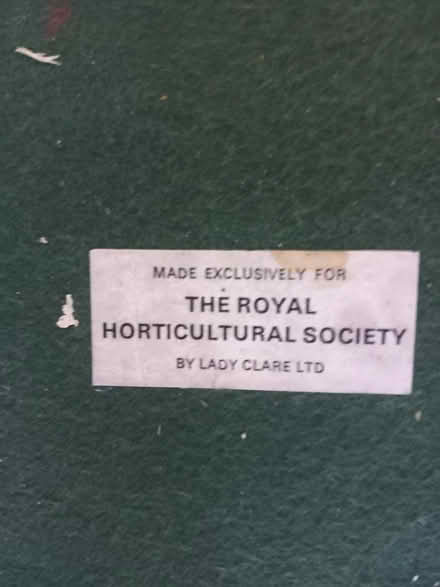 MADE EXCLUSIVELY FOR
THE ROYAL
HORTICULTURAL SOCIETY
BY LADY CLARE LTD